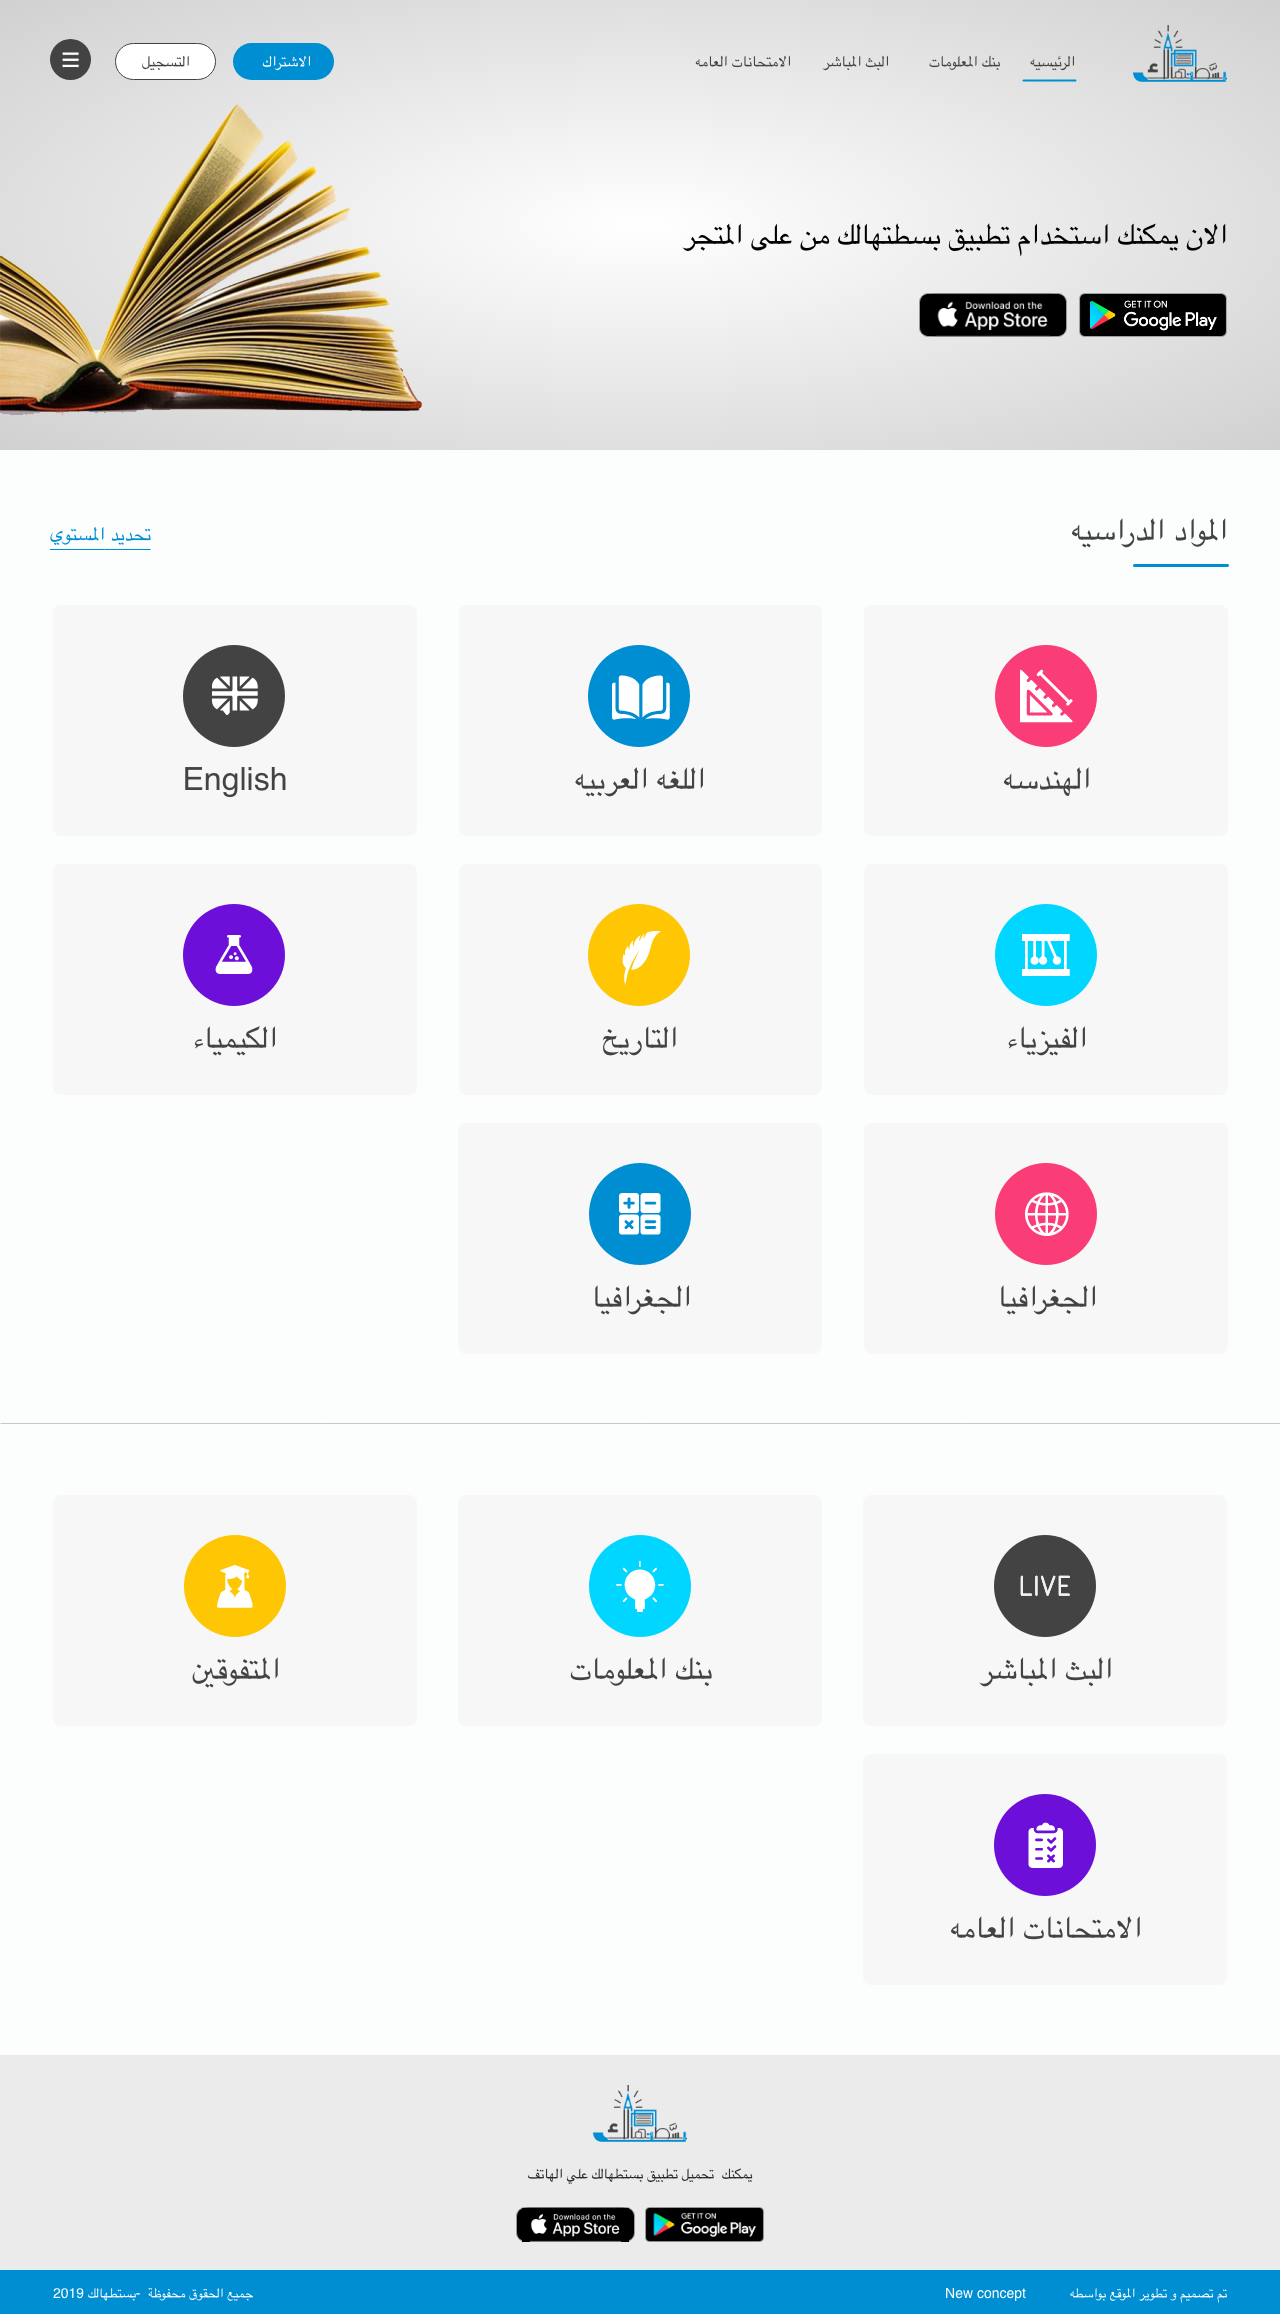 بسطتهالك
الرئيسيه
بنك المعلومات
البث المباشر
الامتحانات العامه
الاشتراك
التسجيل
الان يمكنك استخدام تطبيق بسطتهالك من على المتجر
GET IT ON
Google Play
Download on the
App Store
المواد الدراسيه
تحديد المستوي
الهندسه
اللغه العربيه
English
الفيزياء
التاريخ
الكيمياء
الجغرافيا
الجغرافيا
LIVE
البث المباشر
بنك المعلومات
المتفوقين
الامتحانات العامه
بسطتهالك
يمكنك تحميل تطبيق بستطهالك علي الهاتف
Download on the
App Store
GET IT ON
Google Play
تم تصميم و تطوير الموقع بواسطه
New concept
جميع الحقوق محفوظة -بستطهالك 2019